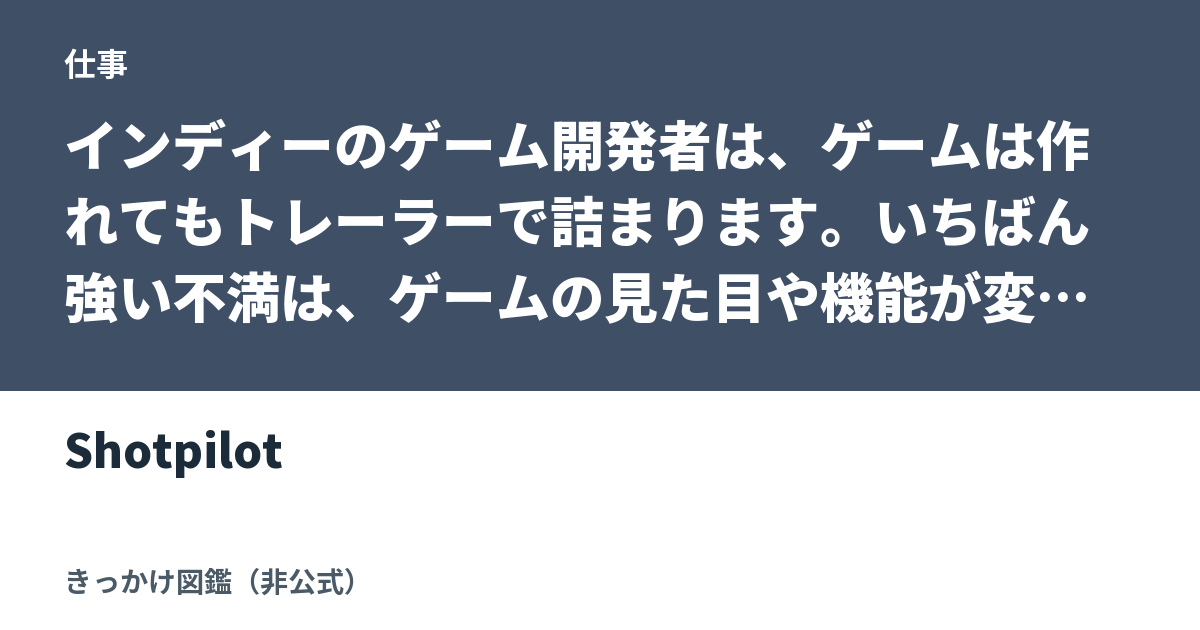 仕事
インディーのゲーム開発者は、ゲームは作
れてもトレーラーで詰まります。いちばん
強い不満は、ゲームの見た目や機能が変…
Shotpilot
きっかけ図鑑（非公式）